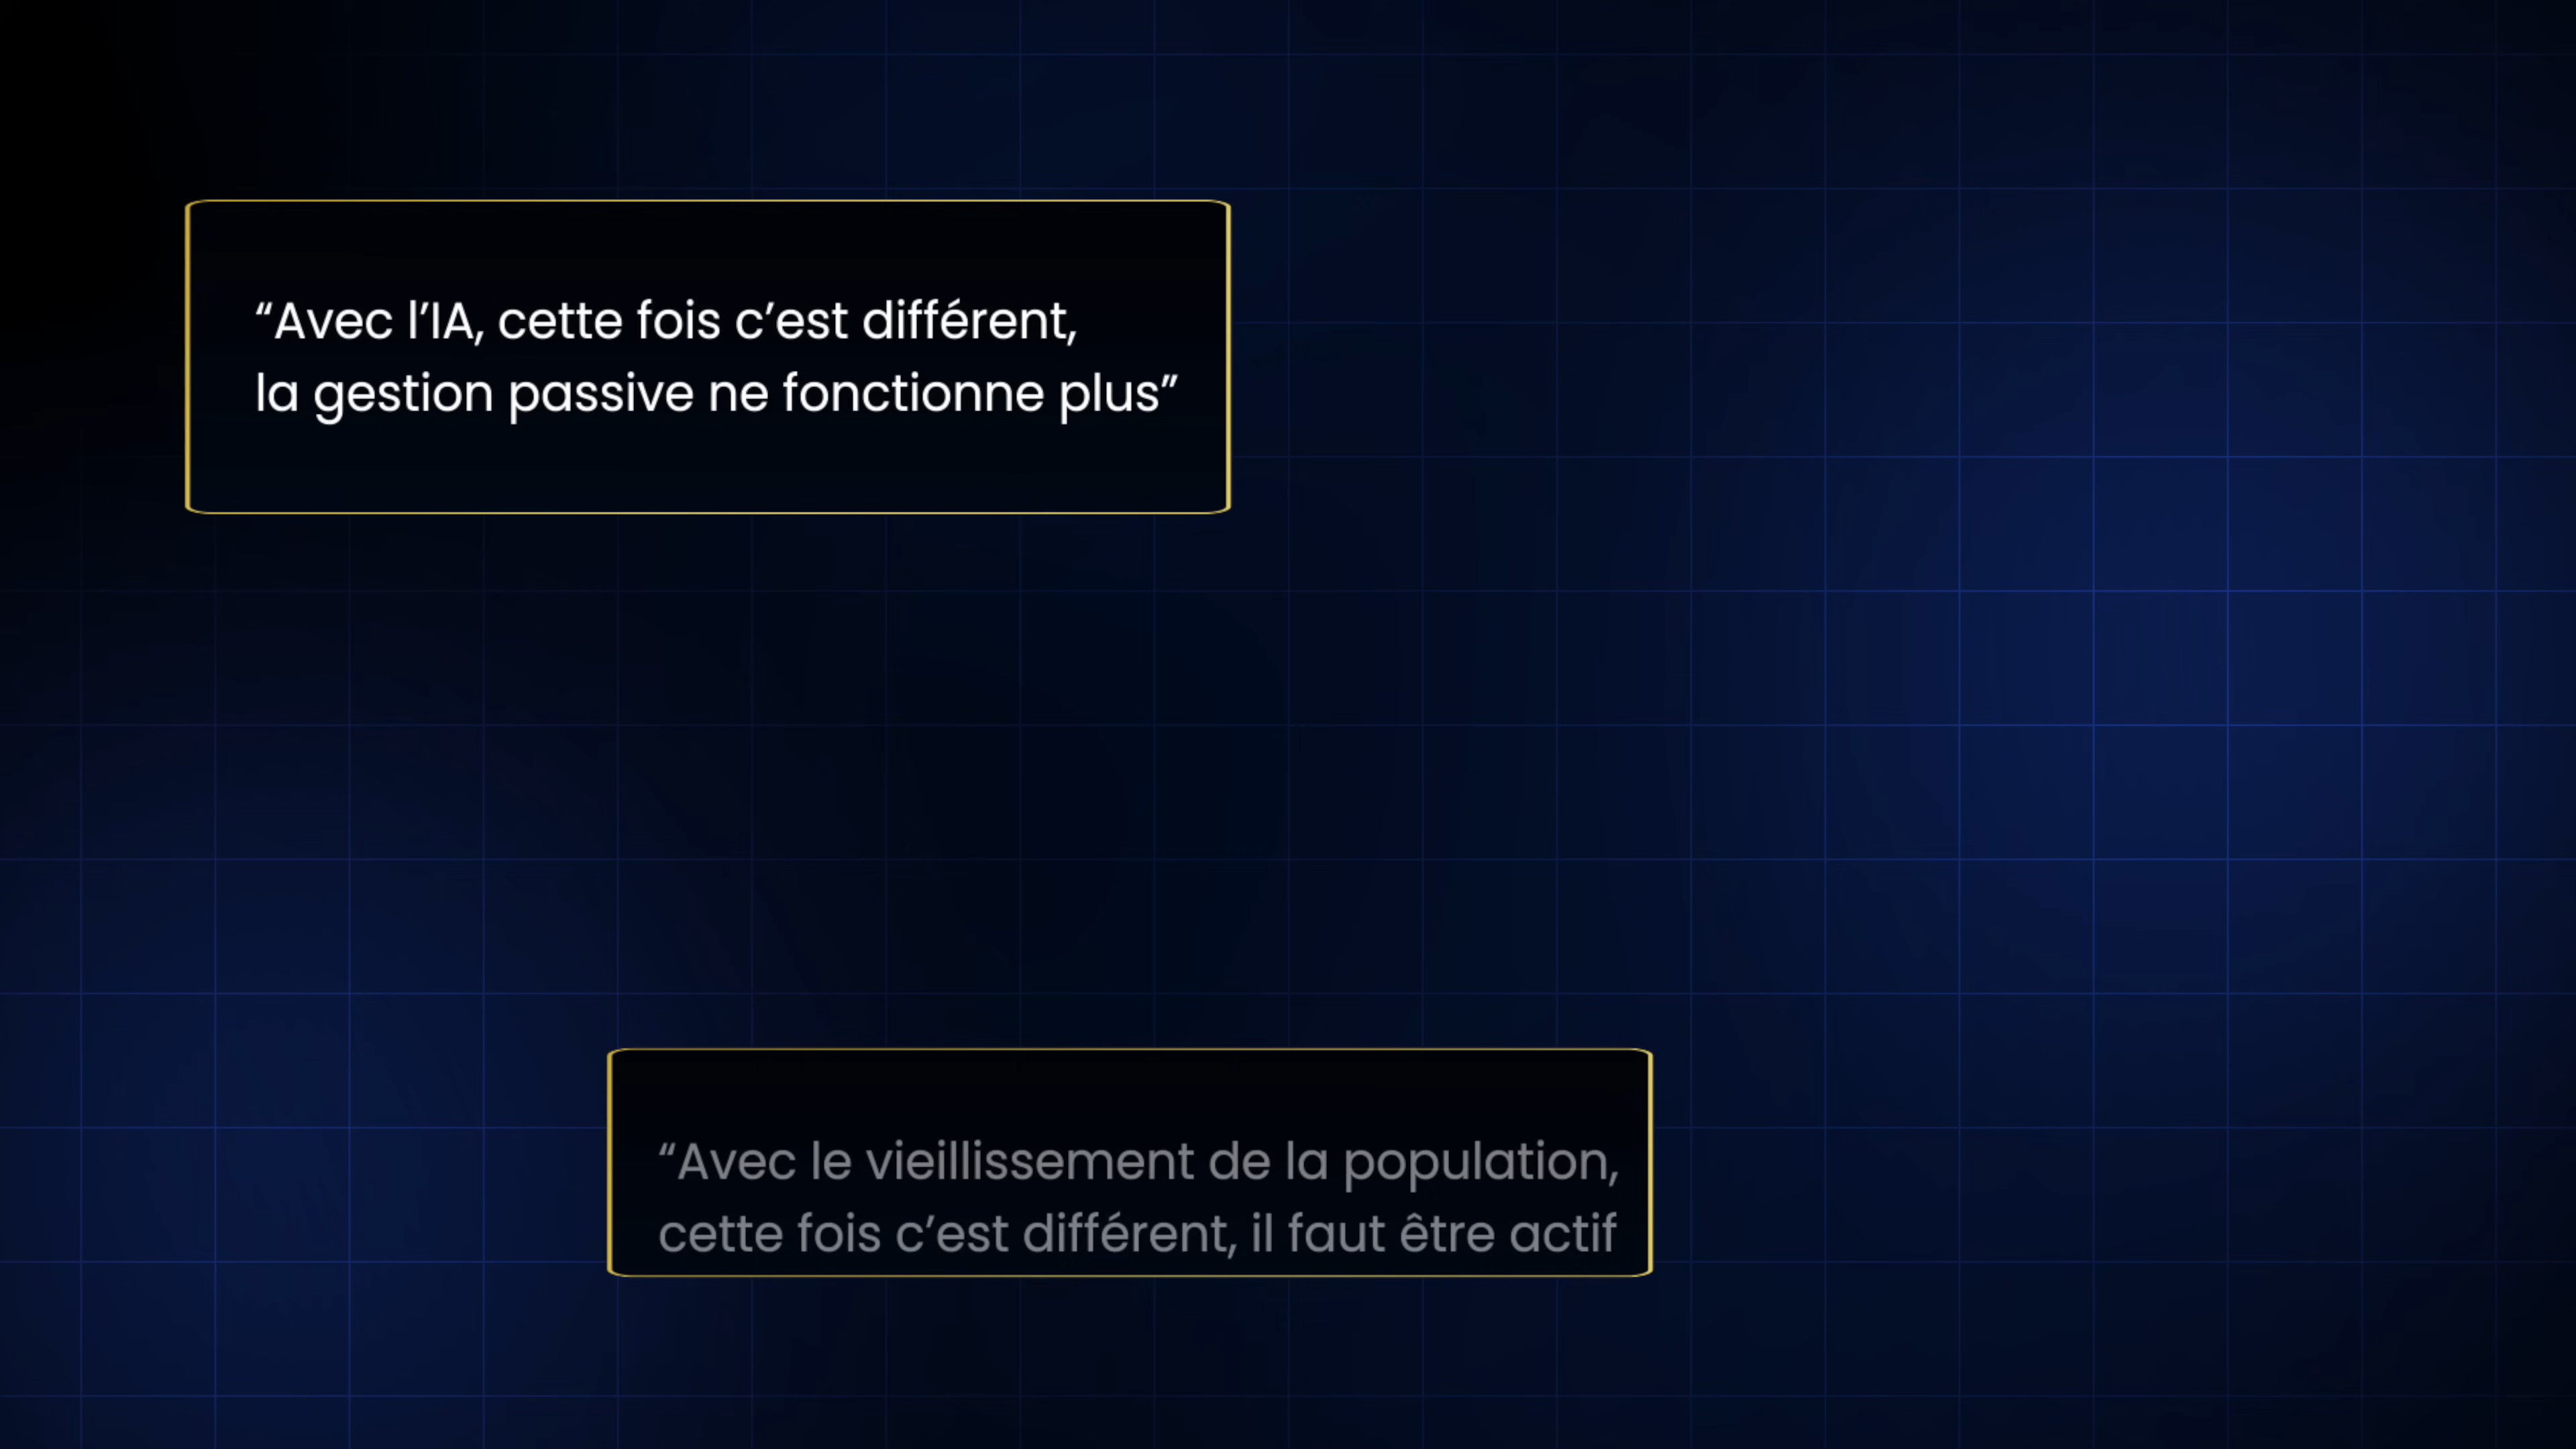 “Avec l’IA, cette fois c’est différent,
la gestion passive ne fonctionne plus”
“Avec le vieillissement de la population,
cette fois c’est différent, il faut être actif